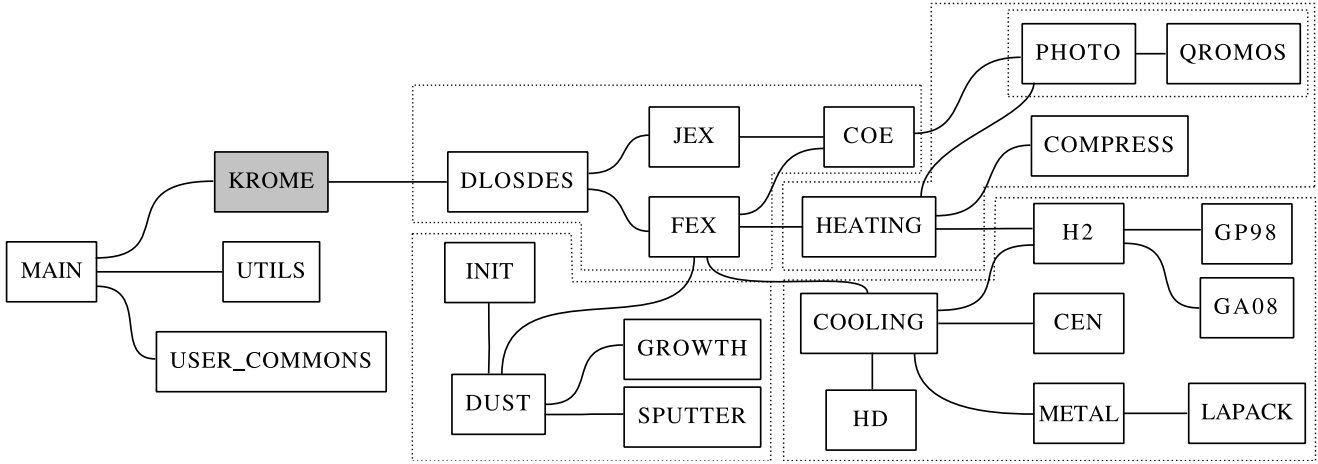 PHOTO
QROMOS
JEX
COE
COMPRESS
KROME
DLOSDES
FEX
HEATING
H2
GP98
MAIN
UTILS
INIT
GA08
COOLING
CEN
USER_COMMONS
GROWTH
DUST
SPUTTER
HD
METAL
LAPACK